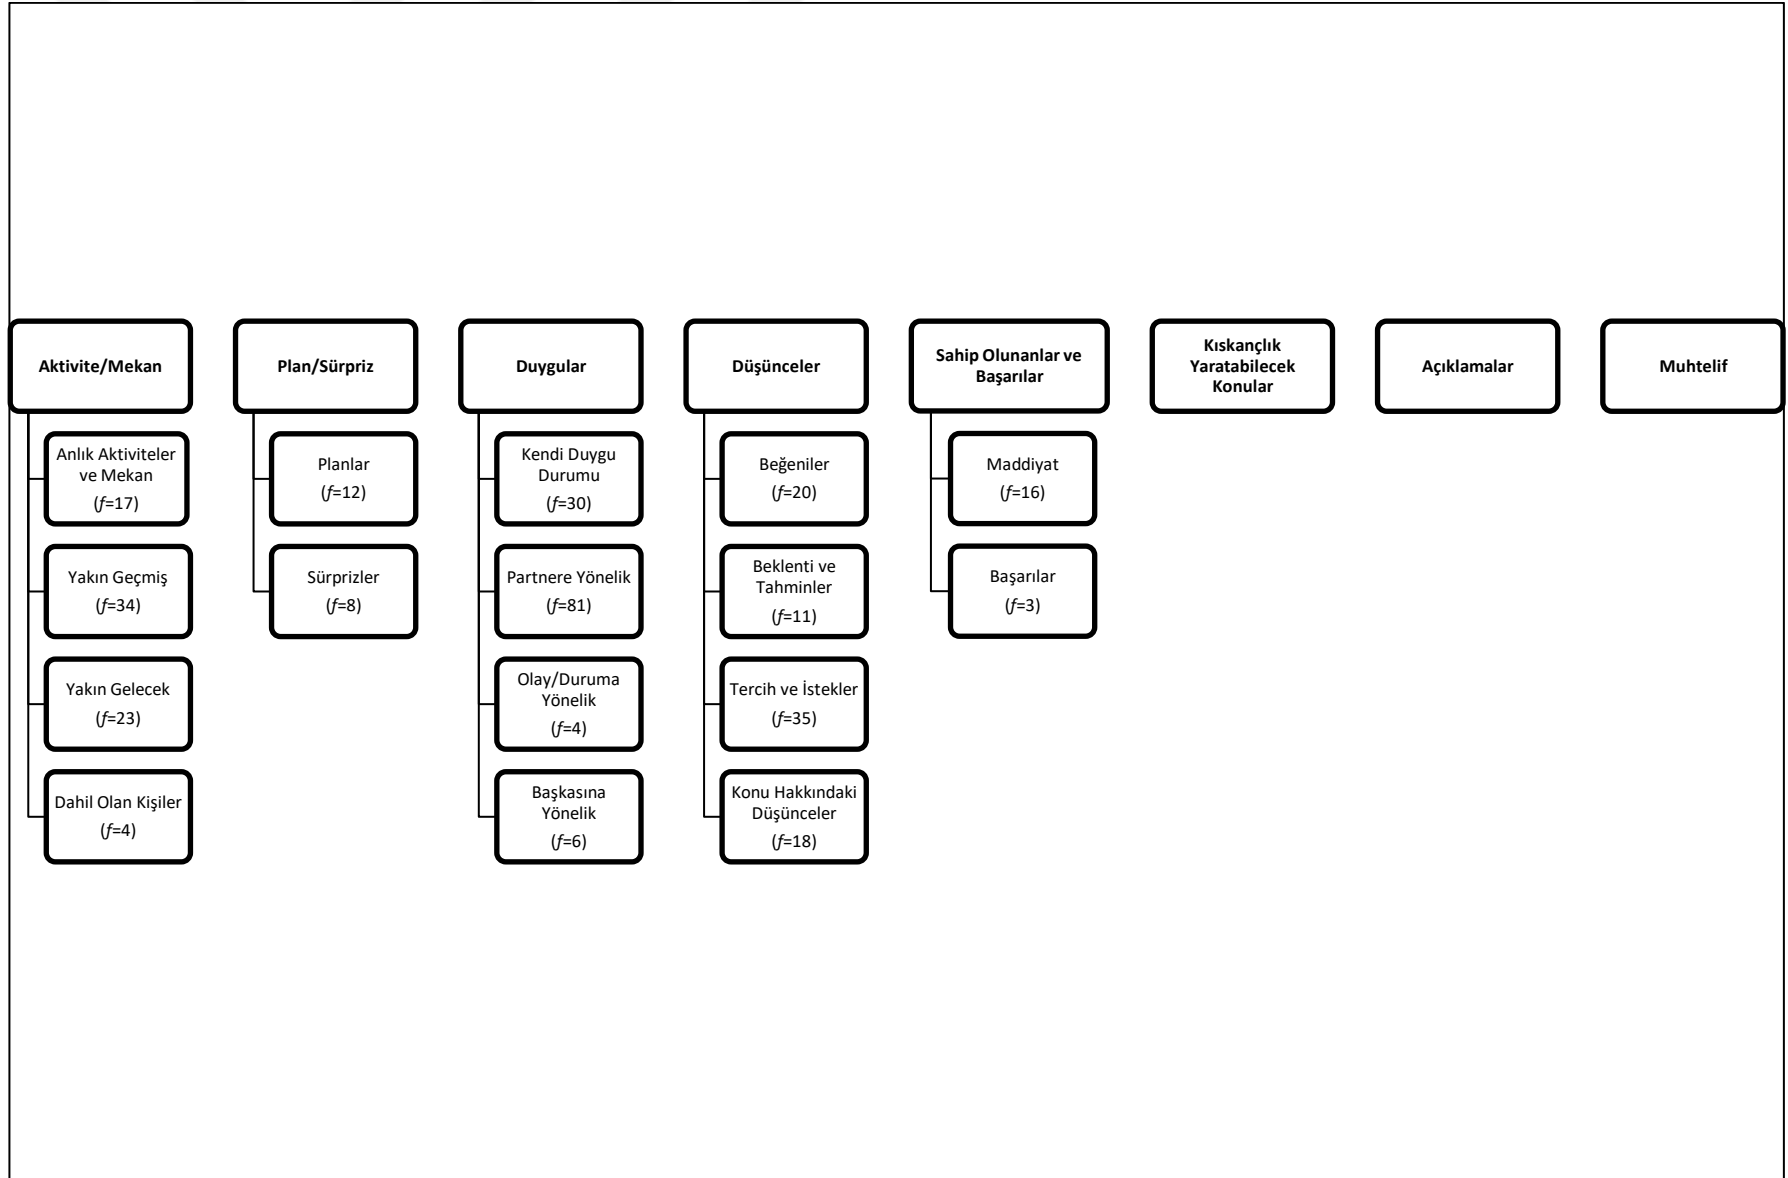 Aktivite/Mekan
Anlık Aktiviteler
ve Mekan
(f=17)
Yakın Geçmiş
(f=34)
Yakın Gelecek
(f=23)
Dahil Olan Kişiler
(f=4)
Plan/Sürpriz
Planlar
(f=12)
Sürprizler
(f=8)
Duygular
Kendi Duygu
Durumu
(f=30)
Partnere Yönelik
(f=81)
Olay/Duruma
Yönelik
(f=4)
Başkasına
Yönelik
(f=6)
Düşünceler
Beğeniler
(f=20)
Beklenti ve
Tahminler
(f=11)
Tercih ve İstekler
(f=35)
Konu Hakkındaki
Düşünceler
(f=18)
Sahip Olunanlar ve
Başarılar
Maddiyat
(f=16)
Başarılar
(f=3)
Kıskançlık
Yaratabilecek
Konular
Açıklamalar
Muhtelif